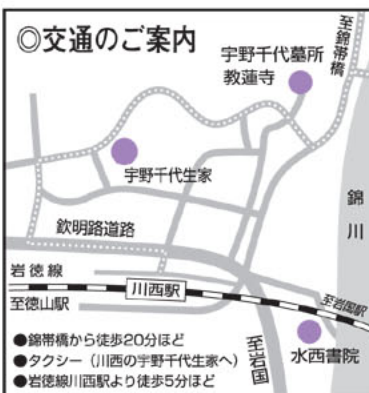 ◎交通のご案内
至錦帯橋
宇野千代墓所
教蓮寺
宇野千代生家
錦川
欽明路道路
岩徳線
川西駅
至徳山駅
至岩国駅
水西書院
至岩国
●錦帯橋から徒歩20分ほど
●タクシー（川西の宇野千代生家へ）
●岩徳線川西駅より徒歩5分ほど